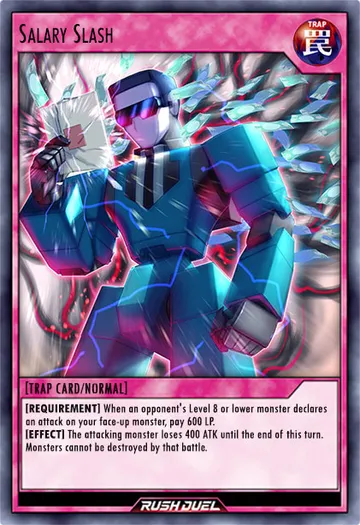 SALARY SLASH
TRAP
罠
[TRAP CARD/NORMAL]
[REQUIREMENT] When an opponent's Level 8 or lower monster declares
an attack on your face-up monster, pay 600 LP.
[EFFECT] The attacking monster loses 400 ATK until the end of this turn.
Monsters cannot be destroyed by that battle.
RUSH DUEL